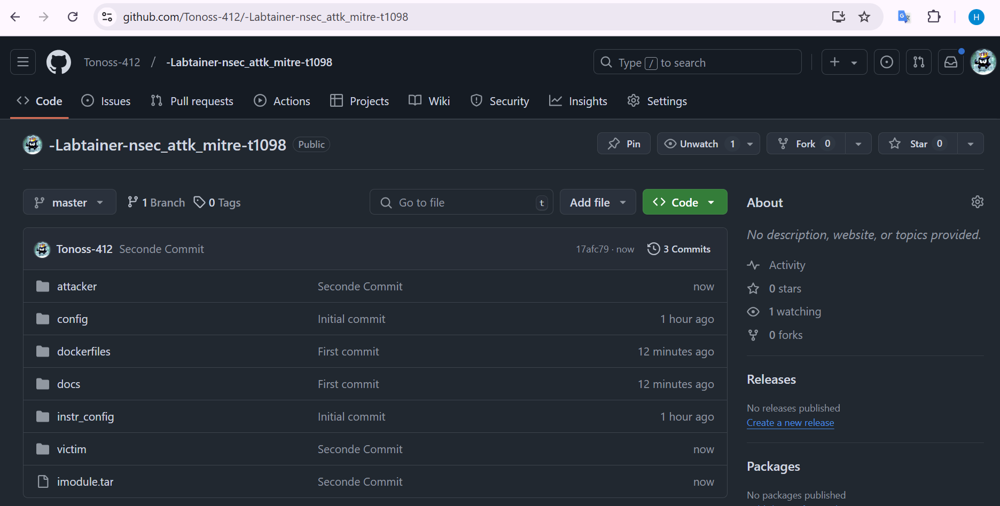 github.com/Tonoss-412/-Labtainer-nsec_attk_mitre-t1098
H
Tonoss-412 / -Labtainer-nsec_attk_mitre-t1098
Type / to search
Code Issues Pull requests Actions Projects Wiki Security Insights Settings
-Labtainer-nsec_attk_mitre-t1098 Public
Pin Unwatch 1 Fork 0 Star 0
master 1 Branch 0 Tags Go to file t Add file Code
Tonoss-412 Seconde Commit 17afc79 · now 3 Commits
attacker Seconde Commit now
config Initial commit 1 hour ago
dockerfiles First commit 12 minutes ago
docs First commit 12 minutes ago
instr_config Initial commit 1 hour ago
victim Seconde Commit now
imodule.tar Seconde Commit now
About
No description, website, or topics provided.
Activity
0 stars
1 watching
0 forks
Releases
No releases published
Create a new release
Packages
No packages published